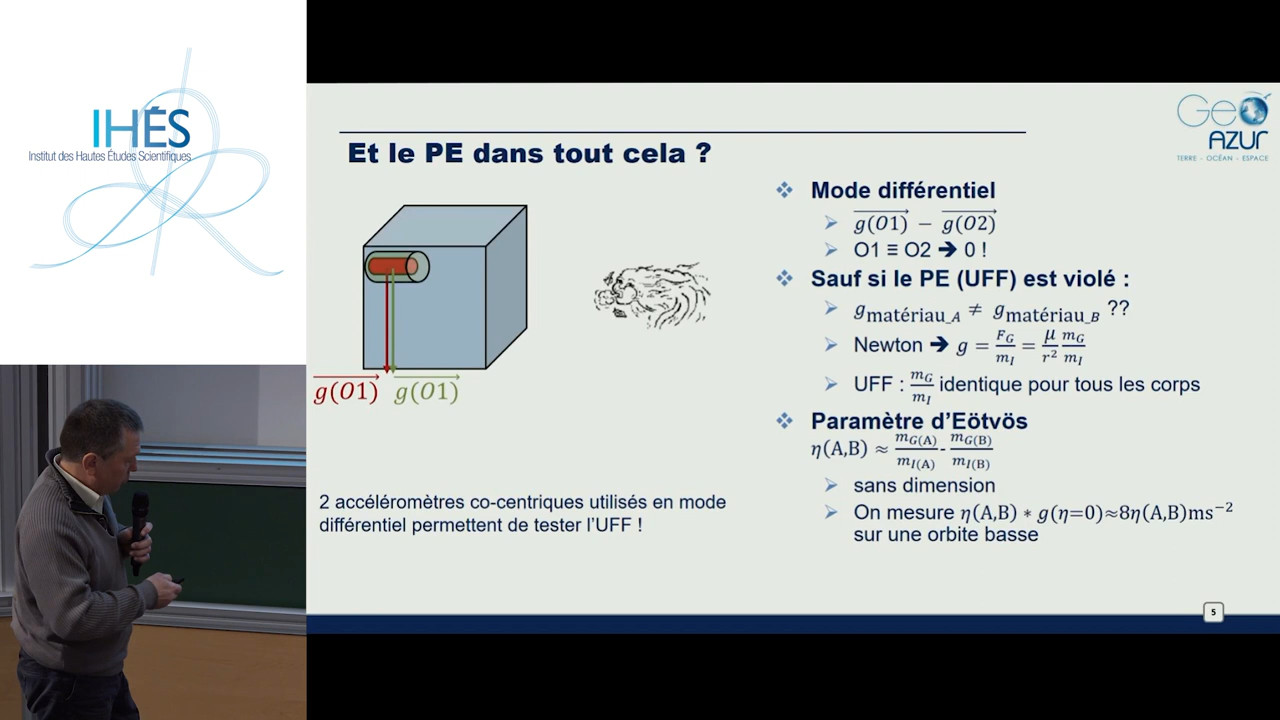 IHÉS
Institut des Hautes Études Scientifiques
Geo
AZUR
TERRE - OCÉAN - ESPACE
Et le PE dans tout cela ?
g(O1) g(O1)
2 accéléromètres co-centriques utilisés en mode
différentiel permettent de tester l'UFF !
❖ Mode différentiel
➢ g(O1) − g(O2)
➢ O1 ≡ O2 ➔ 0 !
❖ Sauf si le PE (UFF) est violé :
➢ g_matériau_A ≠ g_matériau_B ??
➢ Newton ➔ g = F_G/m_I = μ/r² m_G/m_I
➢ UFF : m_G/m_I identique pour tous les corps
❖ Paramètre d'Eötvös
η(A,B) ≈ m_G(A)/m_I(A) - m_G(B)/m_I(B)
➢ sans dimension
➢ On mesure η(A,B) * g(η=0)≈8η(A,B)ms⁻²
sur une orbite basse
5